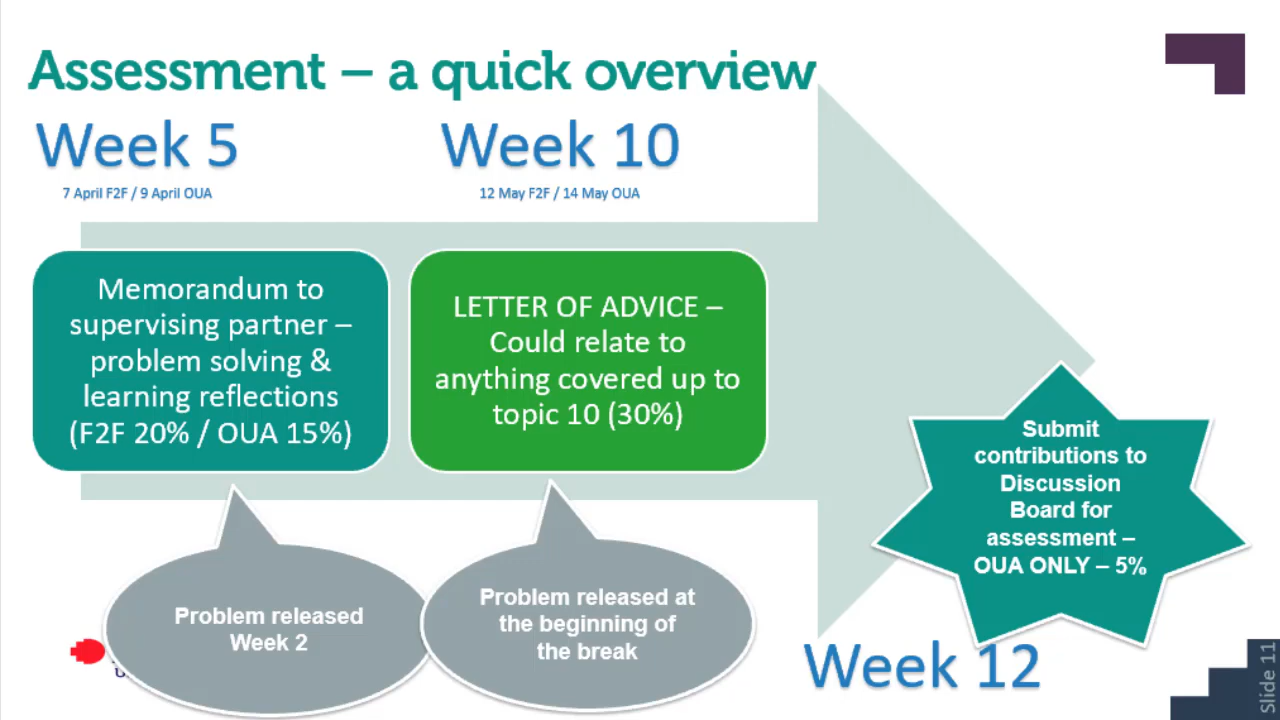 Assessment – a quick overview
Week 5
7 April F2F / 9 April OUA
Week 10
12 May F2F / 14 May OUA
Memorandum to
supervising partner –
problem solving &
learning reflections
(F2F 20% / OUA 15%)
LETTER OF ADVICE –
Could relate to
anything covered up to
topic 10 (30%)
Submit
contributions to
Discussion
Board for
assessment –
OUA ONLY – 5%
Problem released
Week 2
Problem released at
the beginning of
the break
Week 12
Slide 11